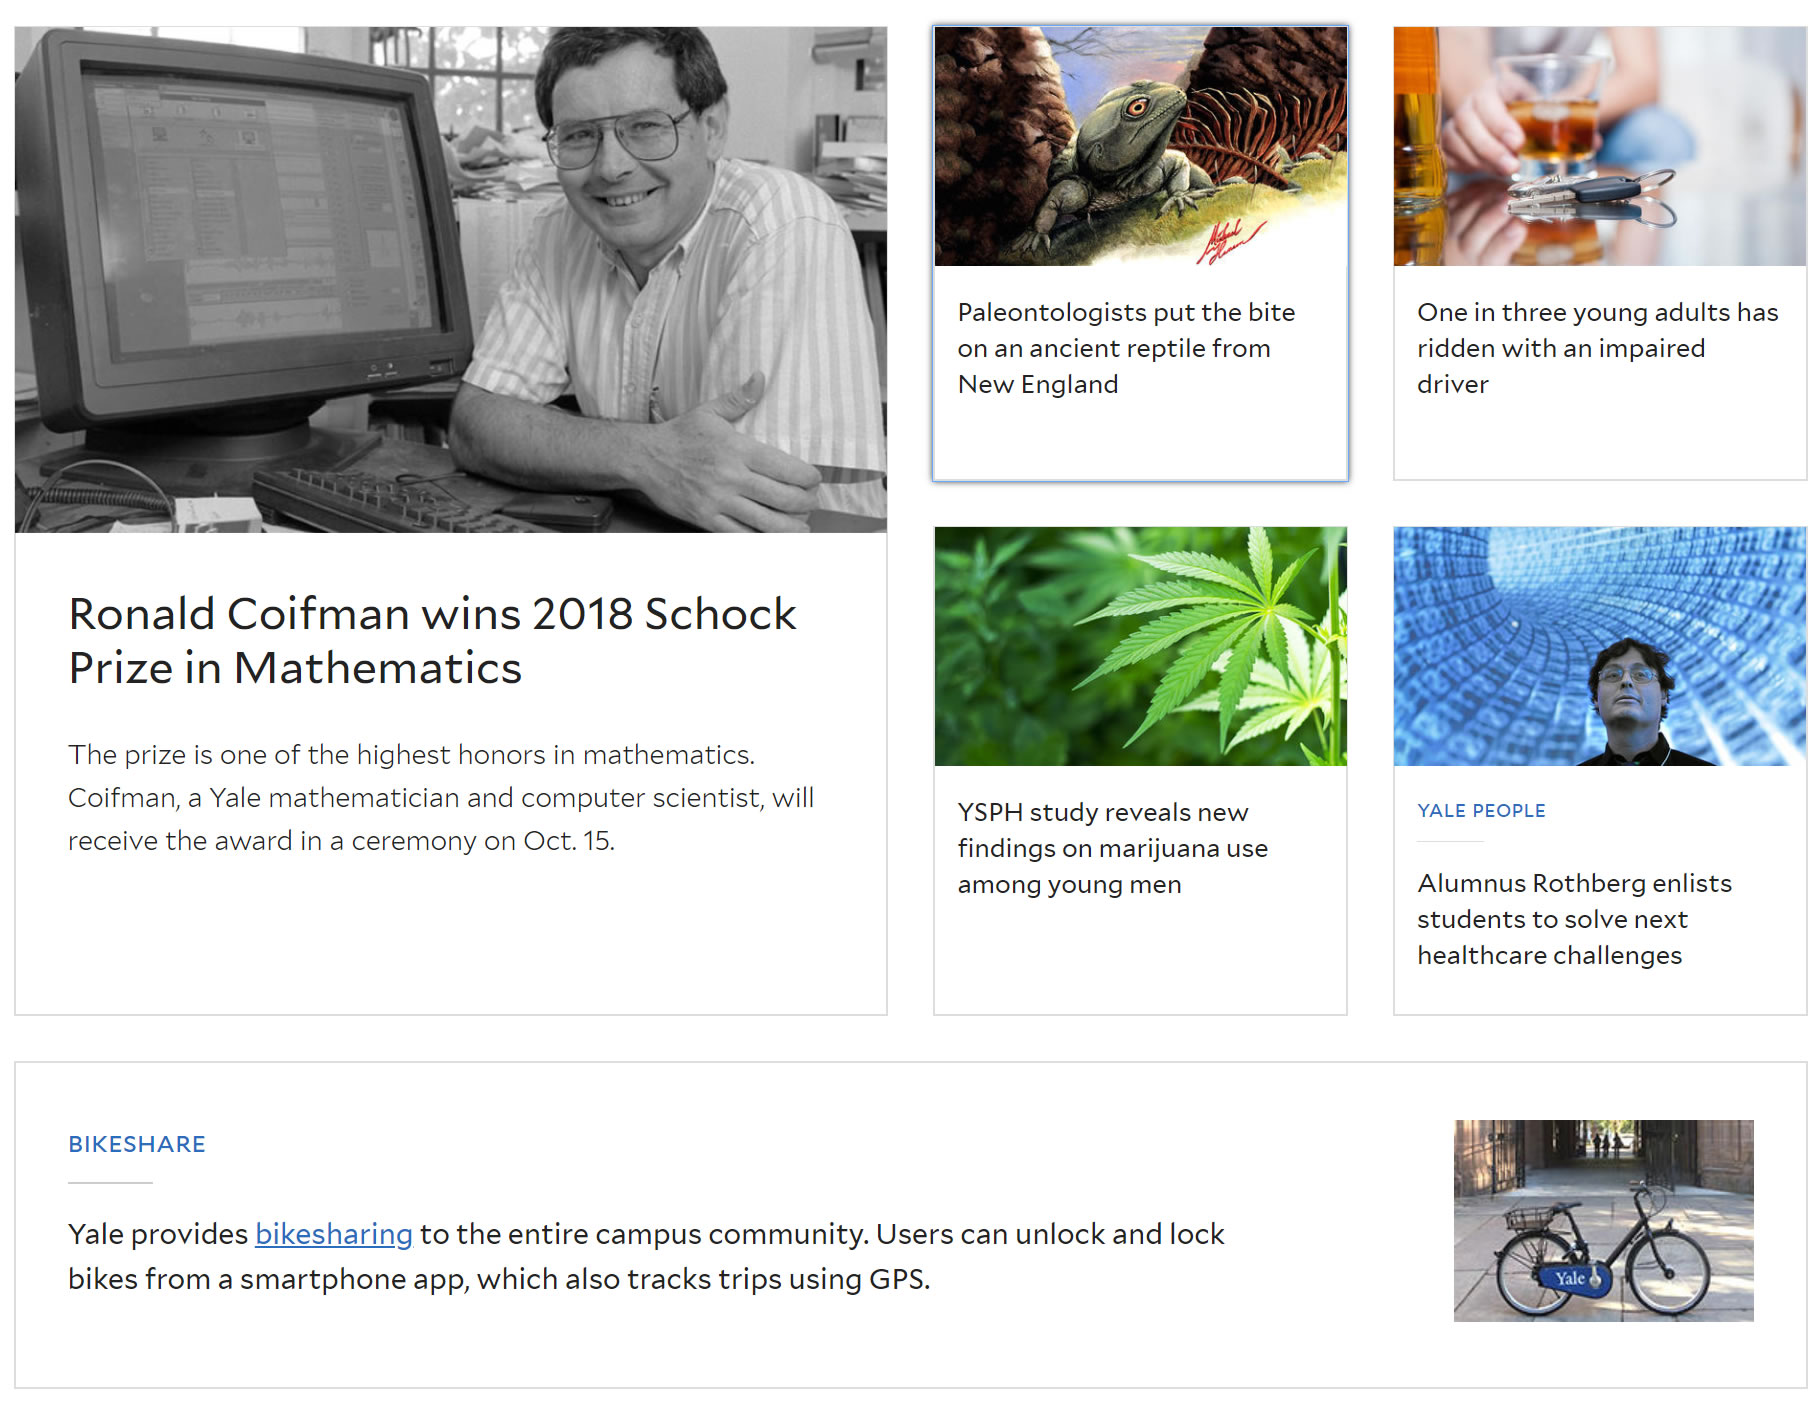 Ronald Coifman wins 2018 Schock
Prize in Mathematics
The prize is one of the highest honors in mathematics.
Coifman, a Yale mathematician and computer scientist, will
receive the award in a ceremony on Oct. 15.
Paleontologists put the bite
on an ancient reptile from
New England
One in three young adults has
ridden with an impaired
driver
YSPH study reveals new
findings on marijuana use
among young men
YALE PEOPLE
Alumnus Rothberg enlists
students to solve next
healthcare challenges
BIKESHARE
Yale provides bikesharing to the entire campus community. Users can unlock and lock
bikes from a smartphone app, which also tracks trips using GPS.
Yale